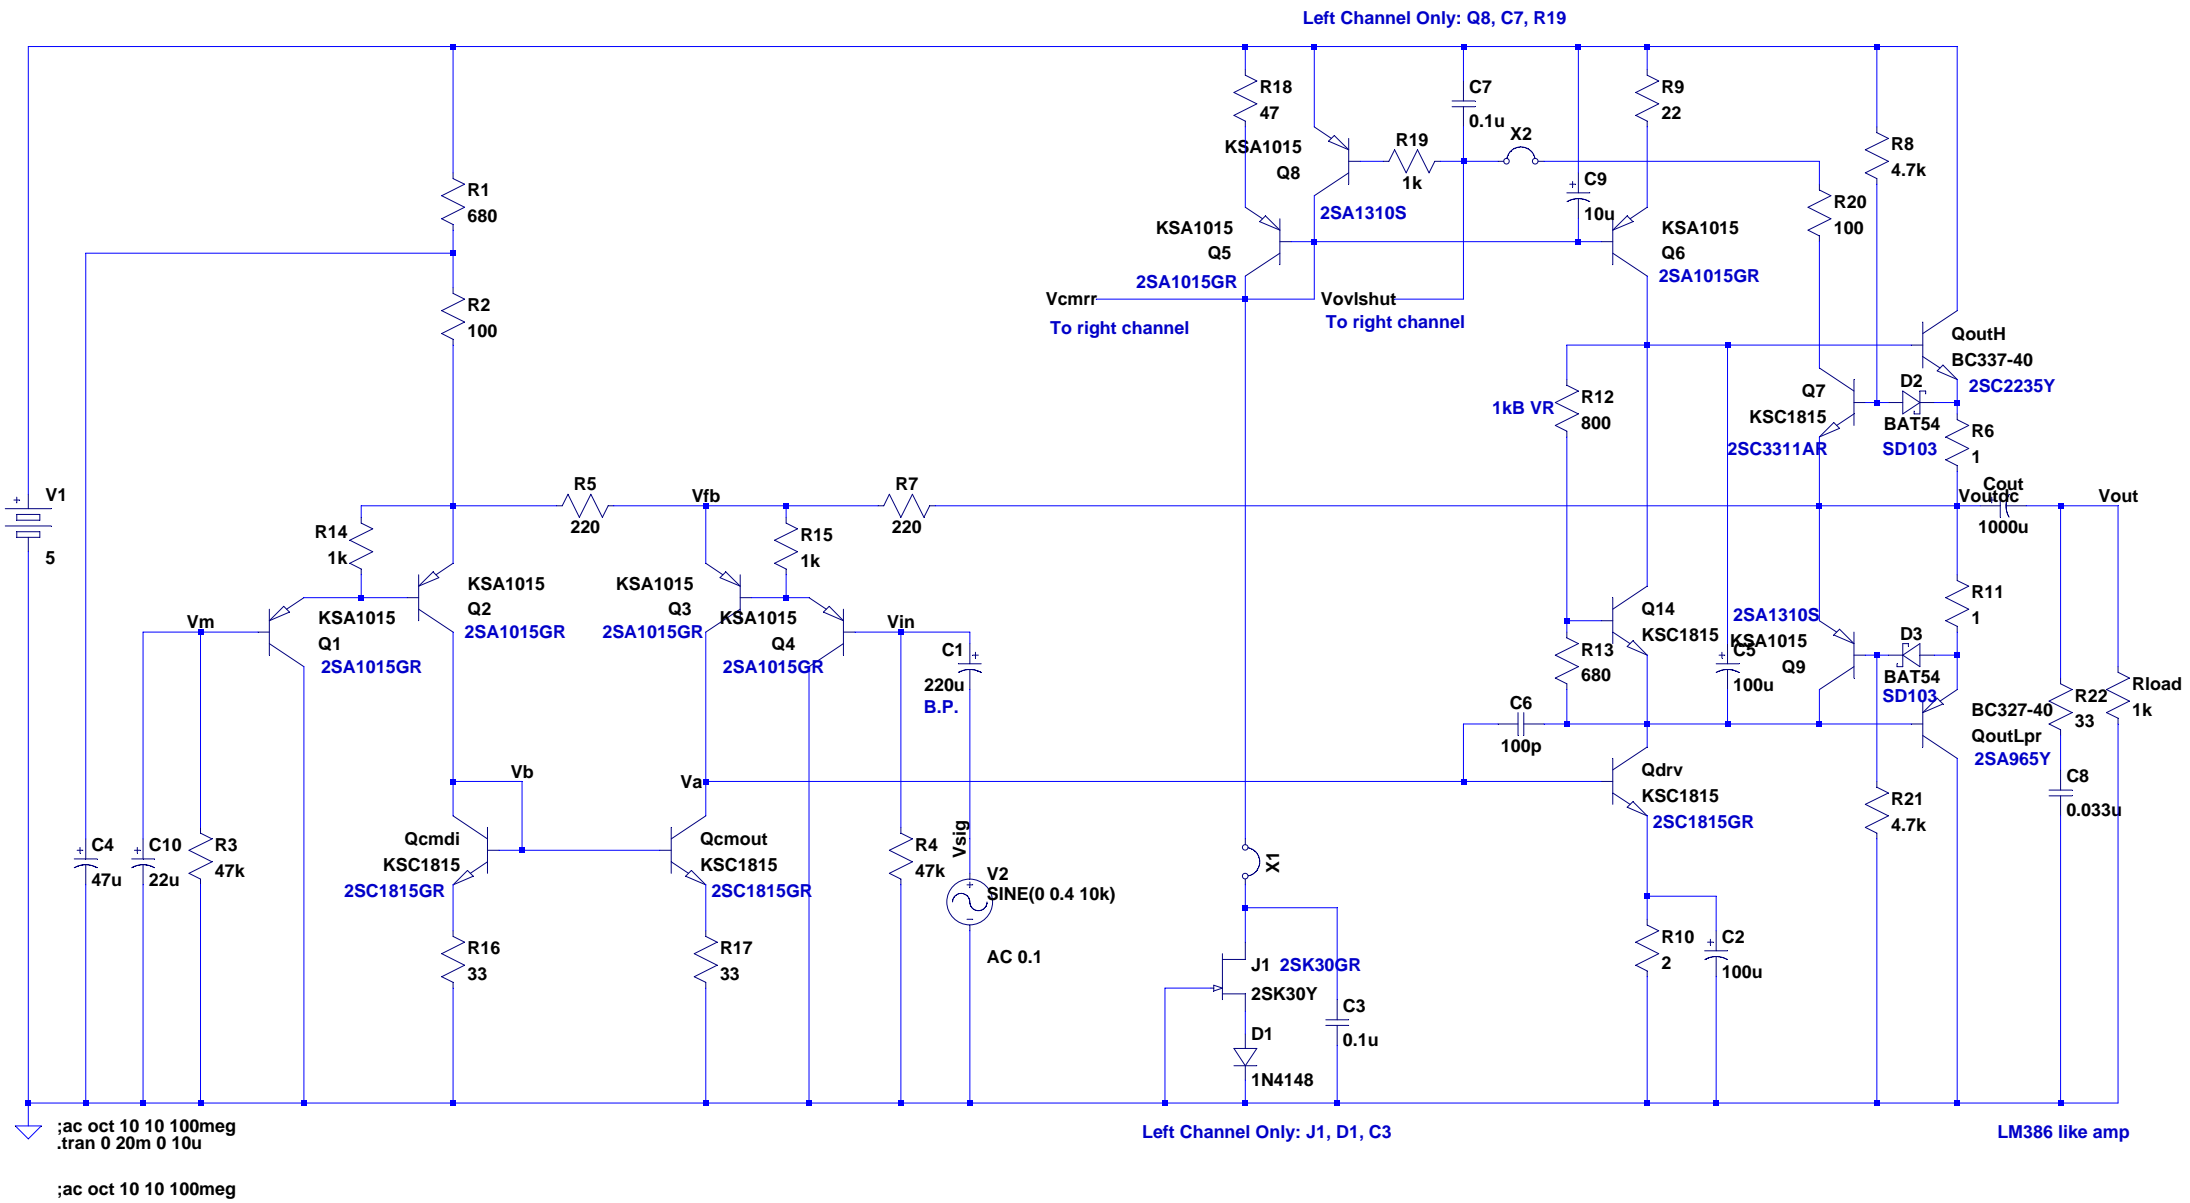 Left Channel Only: Q8, C7, R19
R18
47
C7
0.1u
R9
22
X2
KSA1015
Q8
R19
1k
R8
4.7k
C9
10u
R1
680
2SA1310S
R20
100
KSA1015
Q5
2SA1015GR
KSA1015
Q6
2SA1015GR
R2
100
Vcmrr
To right channel
Vovlshut
To right channel
QoutH
BC337-40
2SC2235Y
1kB VR
R12
800
Q7
KSC1815
2SC3311AR
D2
BAT54
SD103
R6
1
V1
5
R14
1k
R5
220
Vfb
R7
220
R15
1k
Voutdc
Cout
1000u
Vout
KSA1015
Q1
2SA1015GR
KSA1015
Q2
2SA1015GR
KSA1015
Q3
2SA1015GR
KSA1015
Q4
2SA1015GR
Vm
Vin
C1
220u
B.P.
Q14
KSC1815
R13
680
2SA1310S
KSA1015
Q9
C5
100u
R11
1
D3
BAT54
SD103
BC327-40
QoutLpr
2SA965Y
R22
33
Rload
1k
C6
100p
Vb
Va
Qdrv
KSC1815
2SC1815GR
C8
0.033u
R21
4.7k
C4
47u
C10
22u
R3
47k
Qcmdi
KSC1815
2SC1815GR
Qcmout
KSC1815
2SC1815GR
R4
47k
Vsig
V2
SINE(0 0.4 10k)
AC 0.1
X1
R16
33
R17
33
J1
2SK30GR
2SK30Y
D1
1N4148
C3
0.1u
R10
2
C2
100u
;ac oct 10 10 100meg
.tran 0 20m 0 10u
Left Channel Only: J1, D1, C3
LM386 like amp
;ac oct 10 10 100meg